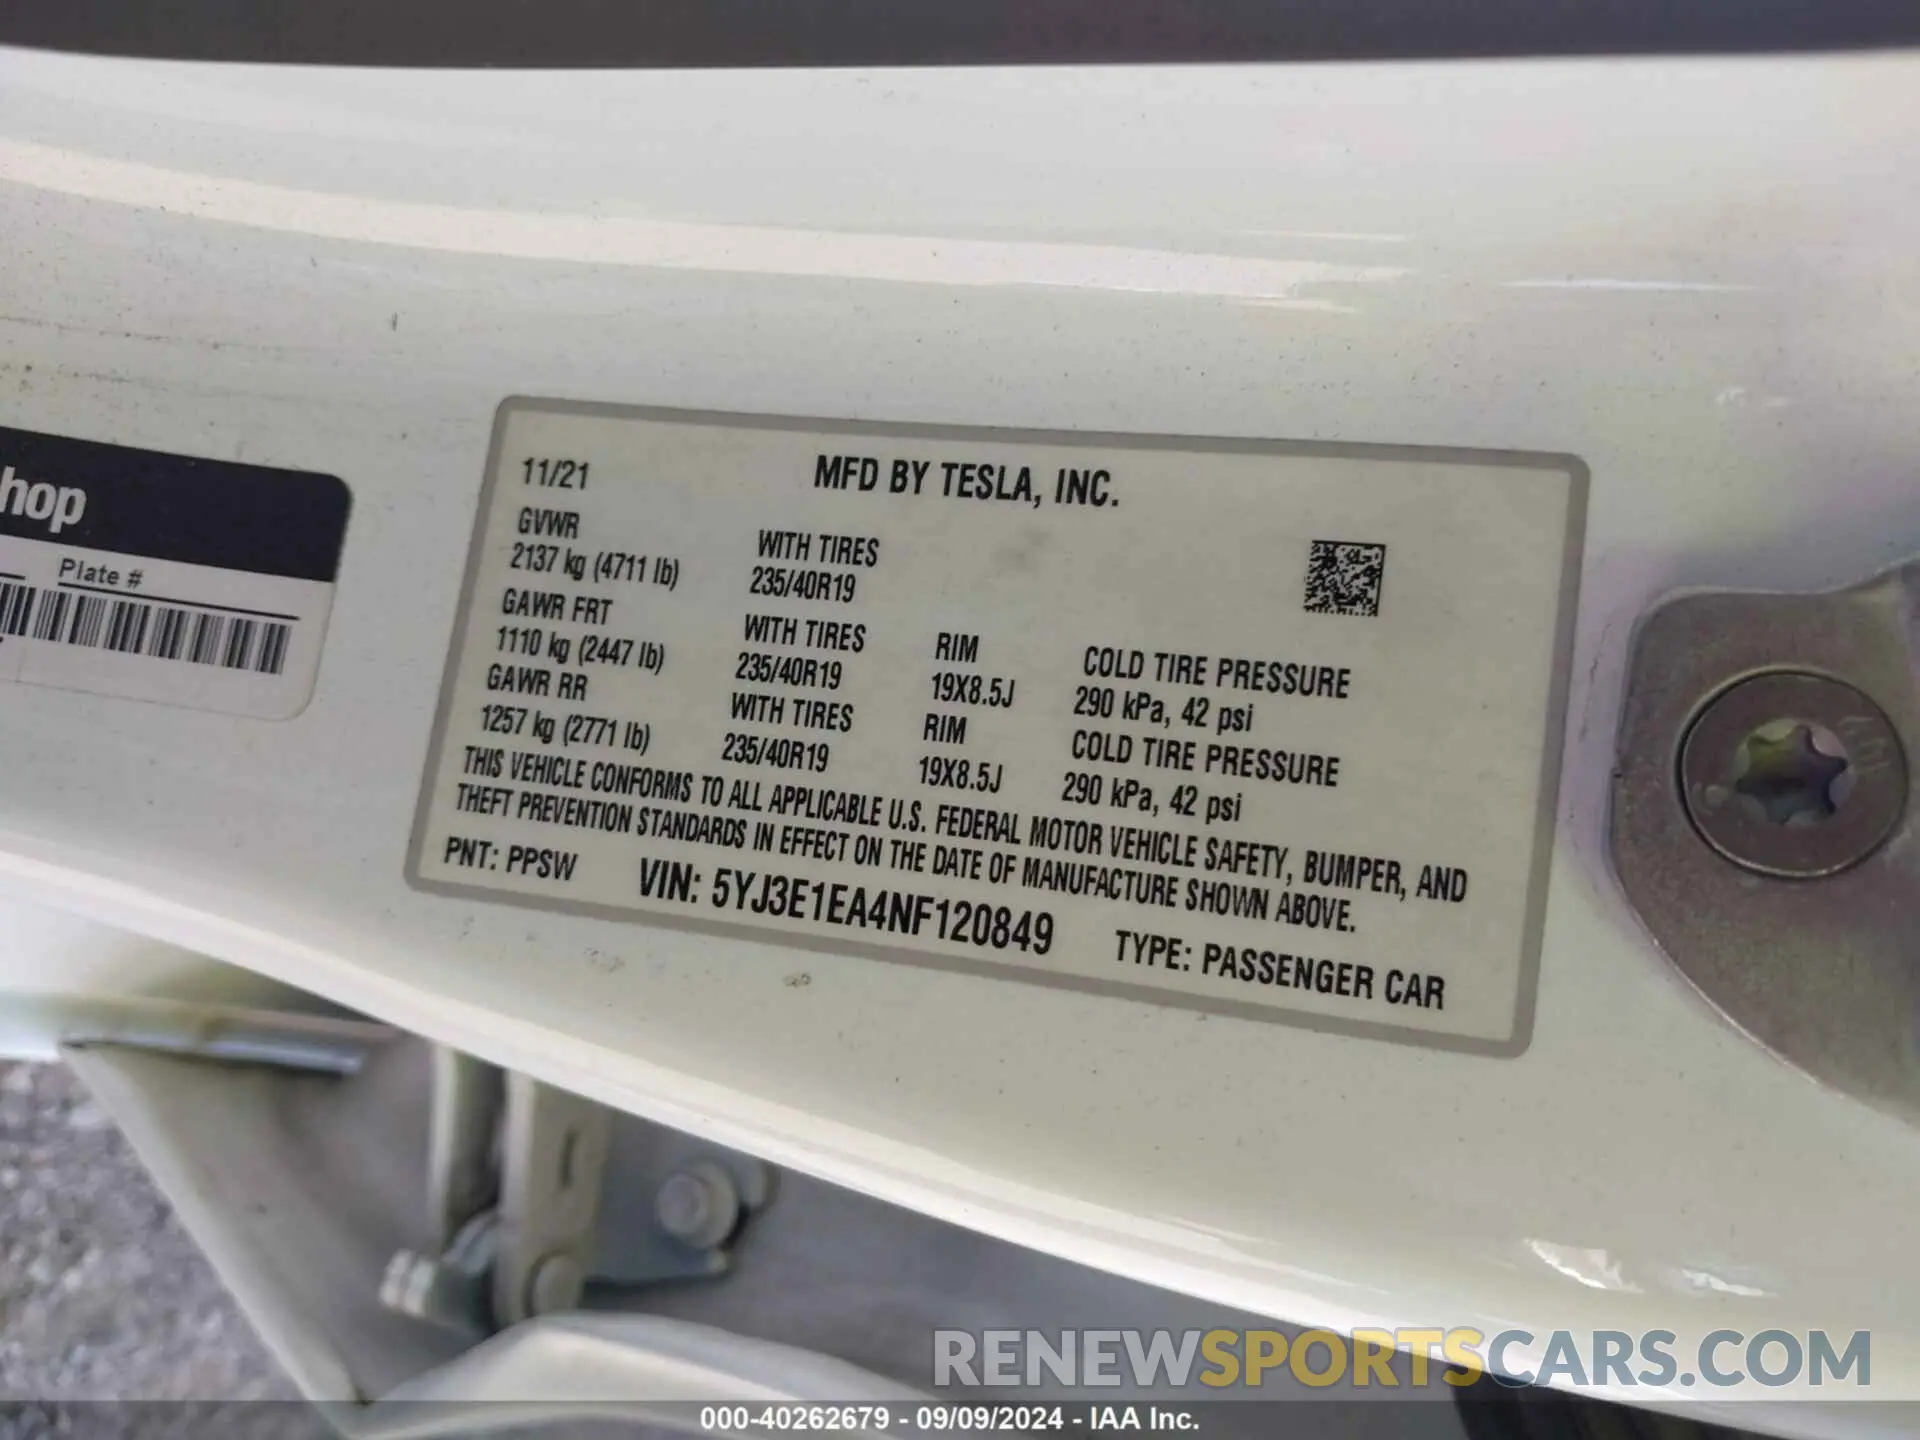 hop
Plate #
11/21
MFD BY TESLA, INC.
GVWR
2137 kg (4711 lb)
WITH TIRES
235/40R19
GAWR FRT
1110 kg (2447 lb)
WITH TIRES
235/40R19
RIM
19X8.5J
COLD TIRE PRESSURE
290 kPa, 42 psi
GAWR RR
1257 kg (2771 lb)
WITH TIRES
235/40R19
RIM
19X8.5J
COLD TIRE PRESSURE
290 kPa, 42 psi
THIS VEHICLE CONFORMS TO ALL APPLICABLE U.S. FEDERAL MOTOR VEHICLE SAFETY, BUMPER, AND
THEFT PREVENTION STANDARDS IN EFFECT ON THE DATE OF MANUFACTURE SHOWN ABOVE.
PNT: PPSW
VIN: 5YJ3E1EA4NF120849
TYPE: PASSENGER CAR
RENEWSPORTSCARS.COM
000-40262679 - 09/09/2024 - IAA Inc.